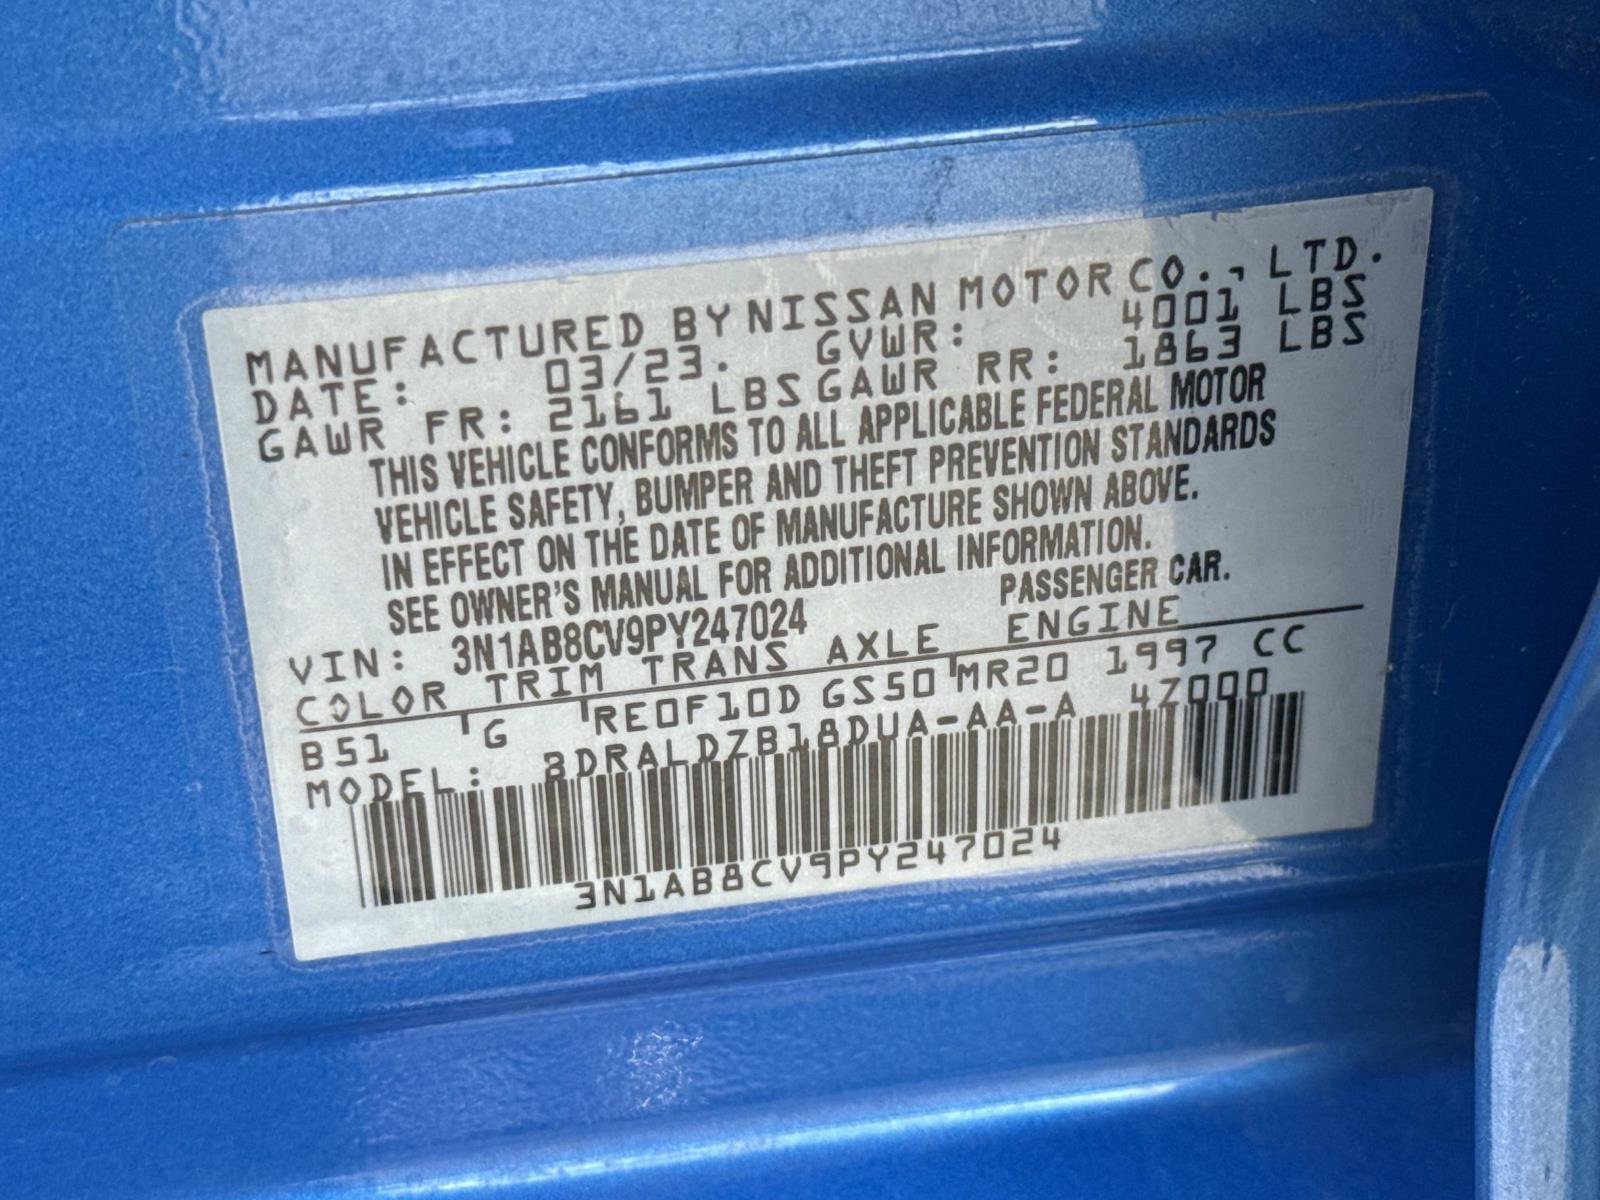 MANUFACTURED BY NISSAN MOTOR CO., LTD.
DATE: 03/23. GVWR: 4001 LBS
GAWR FR: 2161 LBS GAWR RR: 1863 LBS
THIS VEHICLE CONFORMS TO ALL APPLICABLE FEDERAL MOTOR
VEHICLE SAFETY, BUMPER AND THEFT PREVENTION STANDARDS
IN EFFECT ON THE DATE OF MANUFACTURE SHOWN ABOVE.
SEE OWNER'S MANUAL FOR ADDITIONAL INFORMATION.
VIN: 3N1AB8CV9PY247024 PASSENGER CAR.
COLOR TRIM TRANS AXLE ENGINE
B51 G RE0F10D GS50 MR20 1997 CC
MODEL: BDRALDZB18DUA-AA-A 4Z000
3N1AB8CV9PY247024